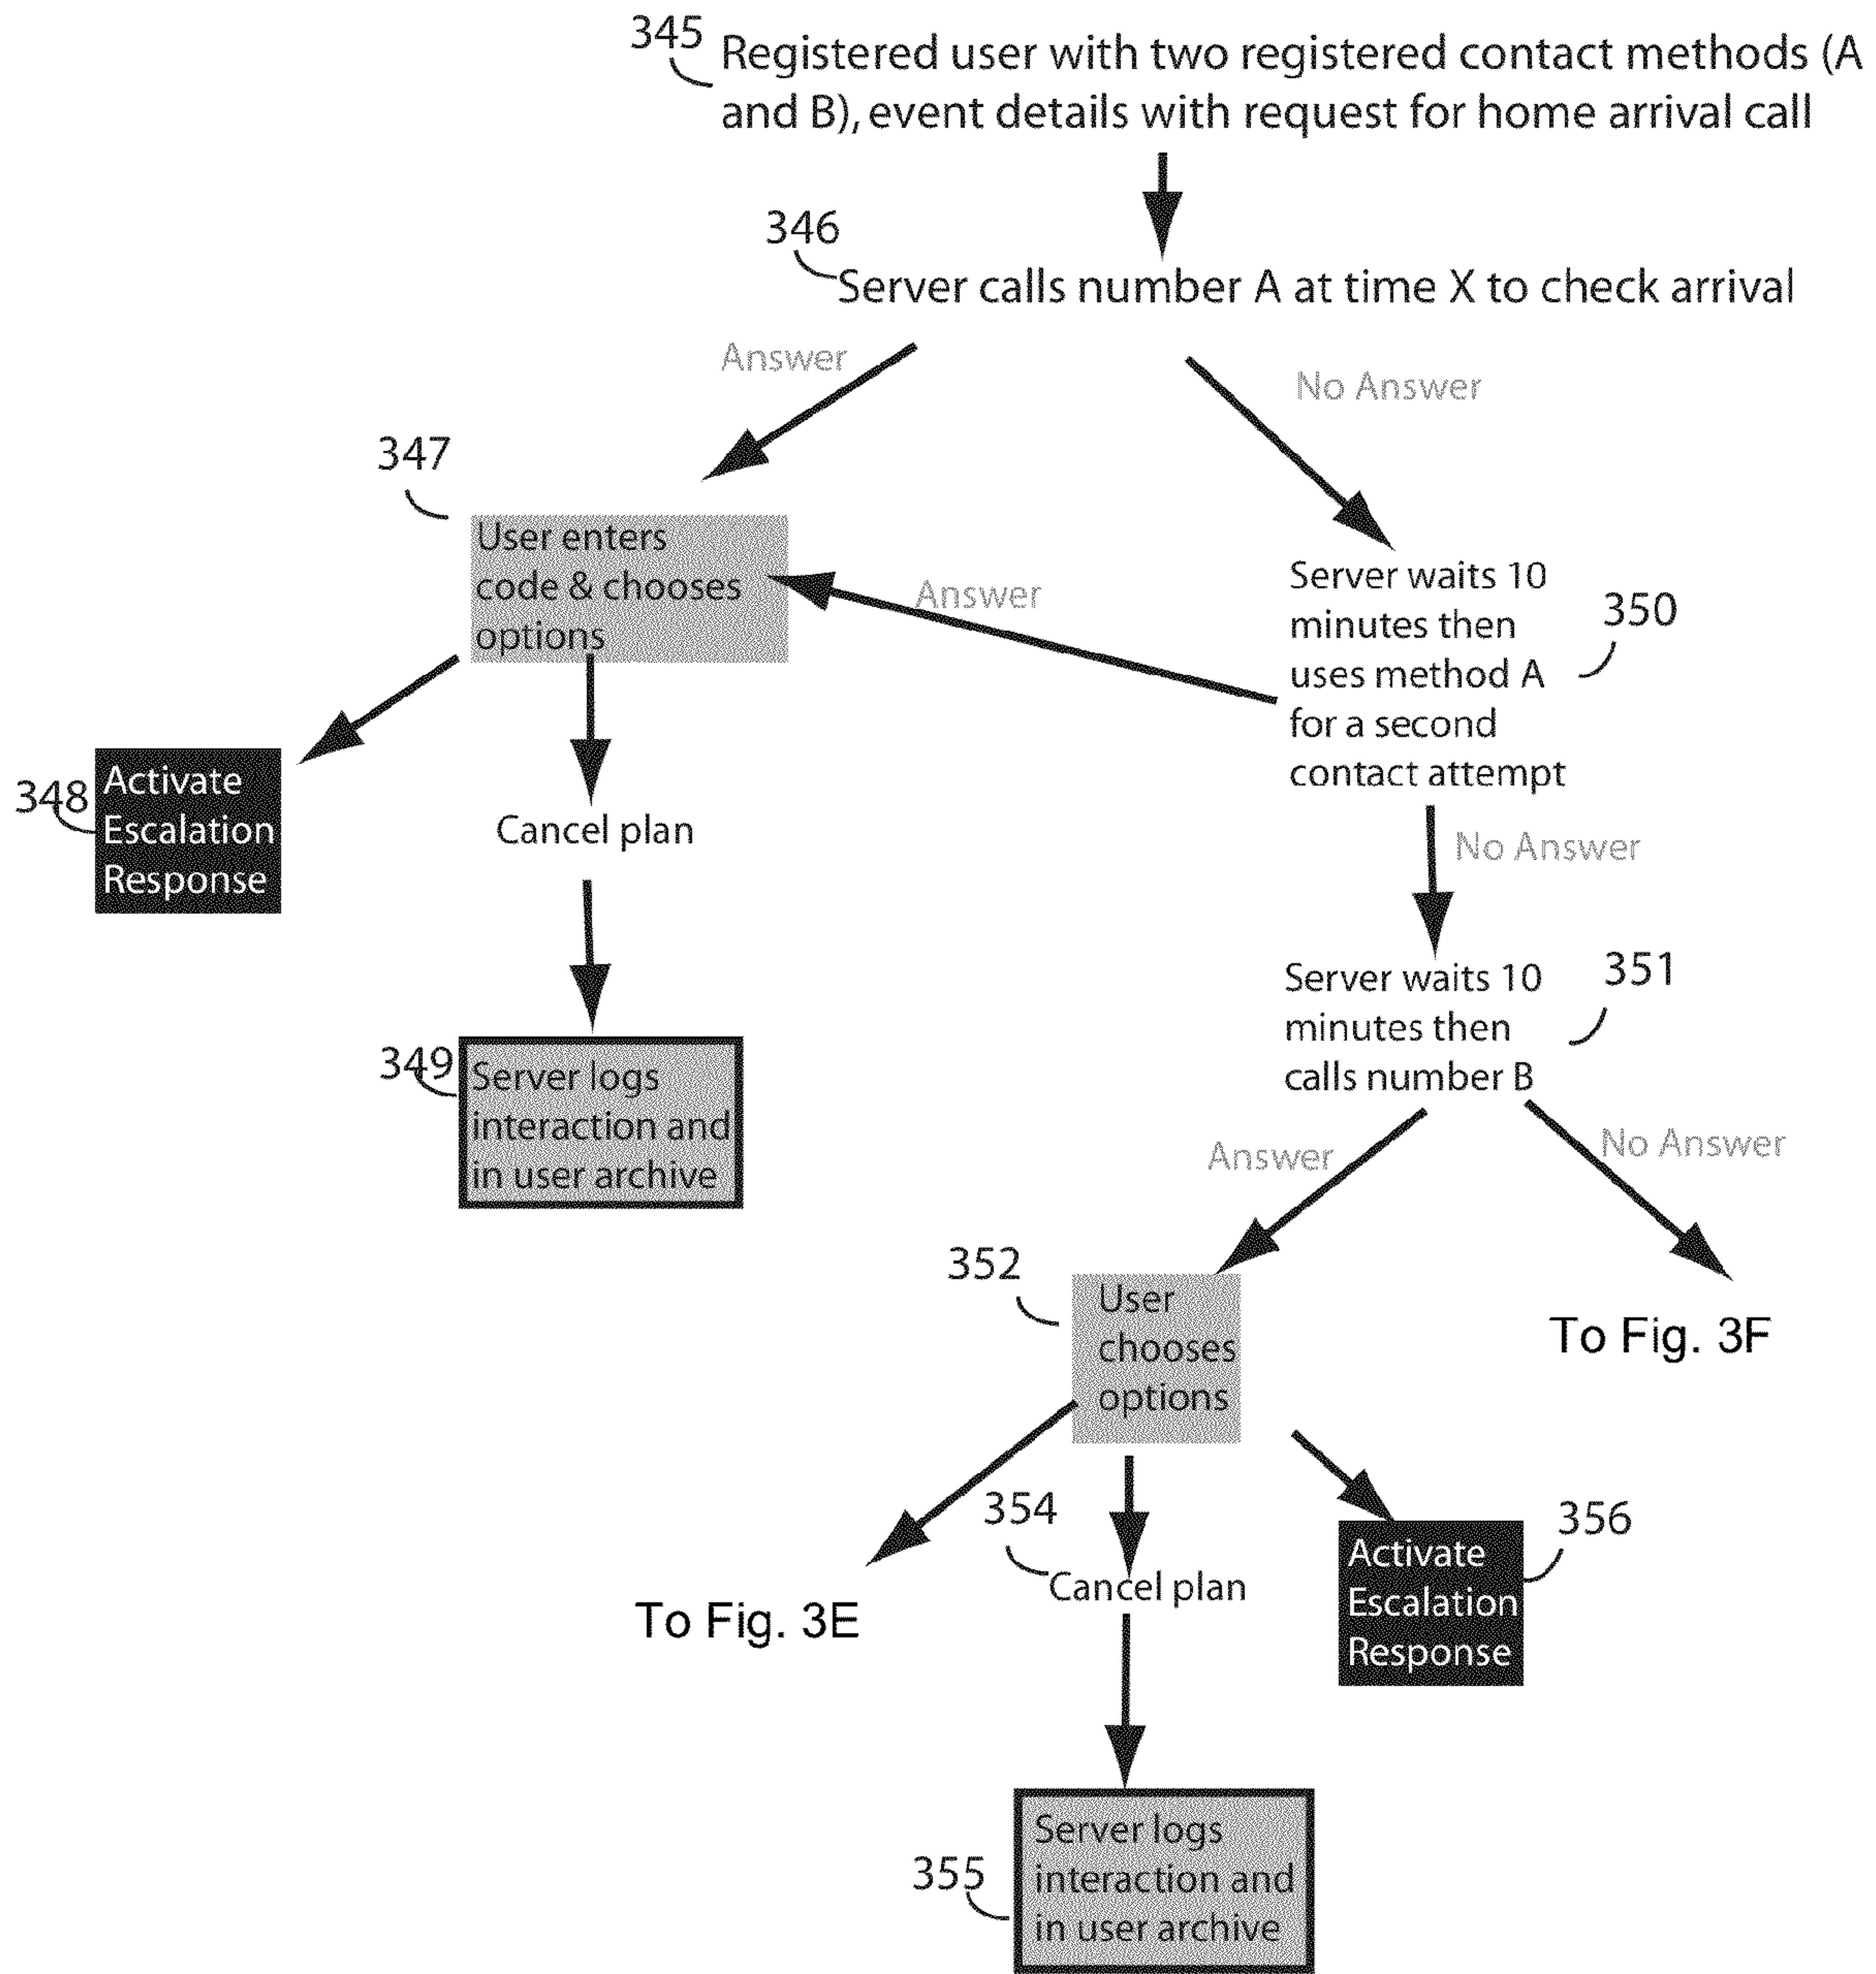 345
Registered user with two registered contact methods (A
and B), event details with request for home arrival call
346
Server calls number A at time X to check arrival
Answer
No Answer
347
User enters
code & chooses
options
Answer
Server waits 10
minutes then
uses method A
for a second
contact attempt
350
348
Activate
Escalation
Response
Cancel plan
No Answer
349
Server logs
interaction and
in user archive
Server waits 10
minutes then
calls number B
351
Answer
No Answer
352
User
chooses
options
To Fig. 3F
To Fig. 3E
354
Cancel plan
356
Activate
Escalation
Response
355
Server logs
interaction and
in user archive